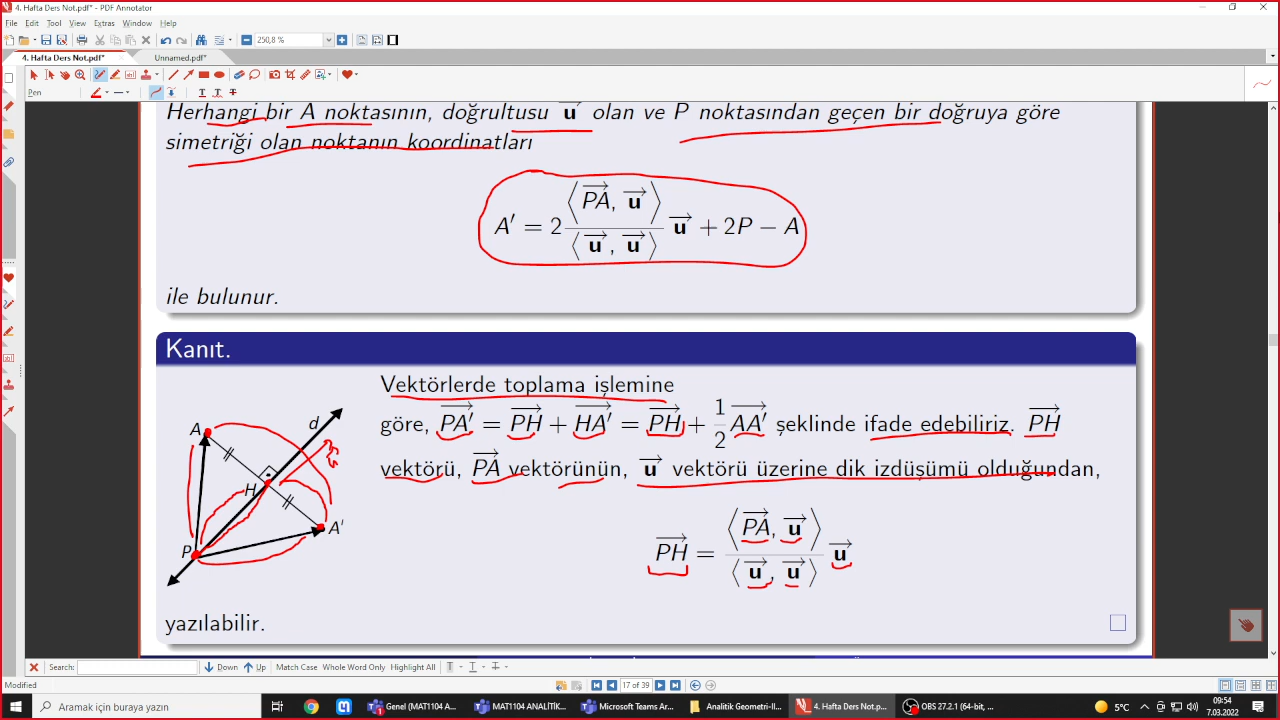 4. Hafta Ders Not.pdf* - PDF Annotator
File Edit Tool View Extras Window Help
250,8 %
4. Hafta Ders Not.pdf* Unnamed.pdf*
Pen
Herhangi bir A noktasının, doğrultusu u olan ve P noktasından geçen bir doğruya göre
simetriği olan noktanın koordinatları
A′ = 2 ⟨PA, u⟩ / ⟨u, u⟩ u + 2P − A
ile bulunur.
Kanıt.
Vektörlerde toplama işlemine
göre, PA′ = PH + HA′ = PH + 1/2 AA′ şeklinde ifade edebiliriz. PH
vektörü, PA vektörünün, u vektörü üzerine dik izdüşümü olduğundan,
PH = ⟨PA, u⟩ / ⟨u, u⟩ u
yazılabilir.
A
d
H
A′
P
Search: Down Up Match Case Whole Word Only Highlight All
Modified 17 of 39
Aramak için buraya yazın
Genel (MAT1104 A... MAT1104 ANALİTİK... Microsoft Teams Ar... Analitik Geometri-II... 4. Hafta Ders Not.p... OBS 27.2.1 (64-bit, ...
5°C
09:54
7.03.2022